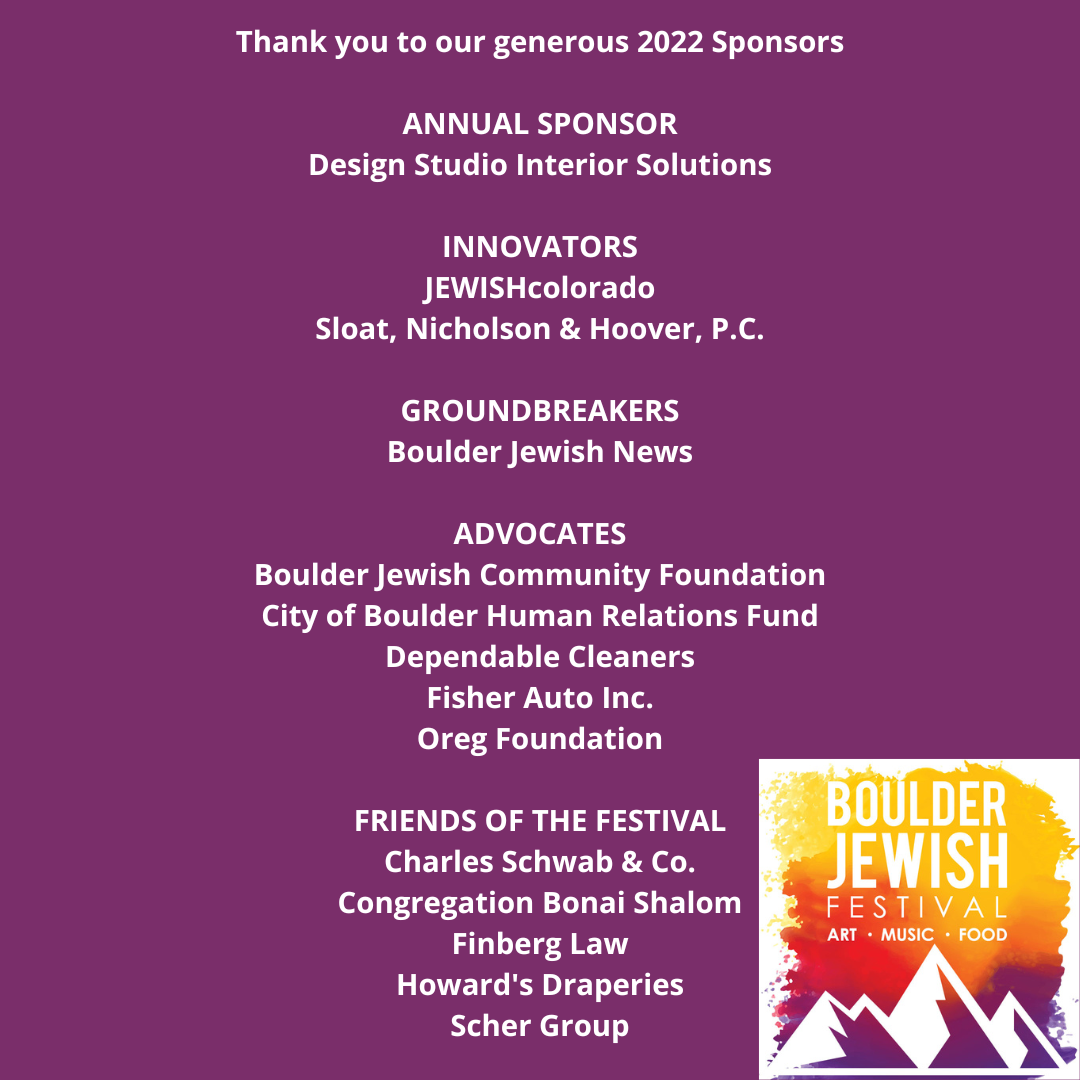 Thank you to our generous 2022 Sponsors
ANNUAL SPONSOR
Design Studio Interior Solutions
INNOVATORS
JEWISHcolorado
Sloat, Nicholson & Hoover, P.C.
GROUNDBREAKERS
Boulder Jewish News
ADVOCATES
Boulder Jewish Community Foundation
City of Boulder Human Relations Fund
Dependable Cleaners
Fisher Auto Inc.
Oreg Foundation
FRIENDS OF THE FESTIVAL
Charles Schwab & Co.
Congregation Bonai Shalom
Finberg Law
Howard's Draperies
Scher Group
BOULDER
JEWISH
FESTIVAL
ART • MUSIC • FOOD